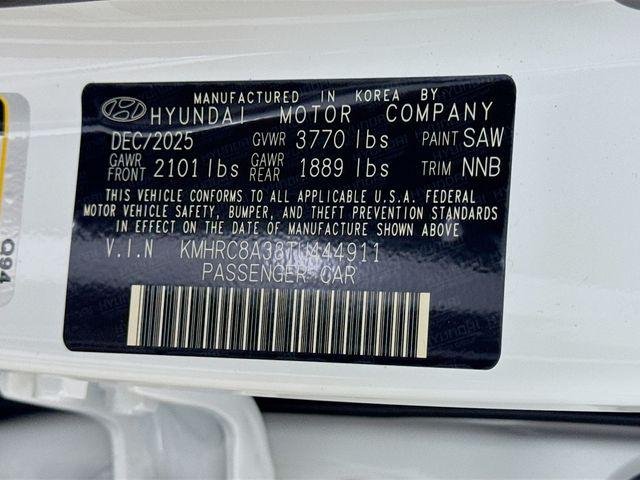 MANUFACTURED IN KOREA BY
HYUNDAI MOTOR COMPANY
DEC/2025 GVWR 3770 lbs PAINT SAW
GAWR FRONT 2101 lbs GAWR REAR 1889 lbs TRIM NNB
THIS VEHICLE CONFORMS TO ALL APPLICABLE U.S.A. FEDERAL
MOTOR VEHICLE SAFETY, BUMPER, AND THEFT PREVENTION STANDARDS
IN EFFECT ON THE DATE OF MANUFACTURE SHOWN ABOVE.
V.I.N KMHRC8A38TU444911
PASSENGER CAR
Q94